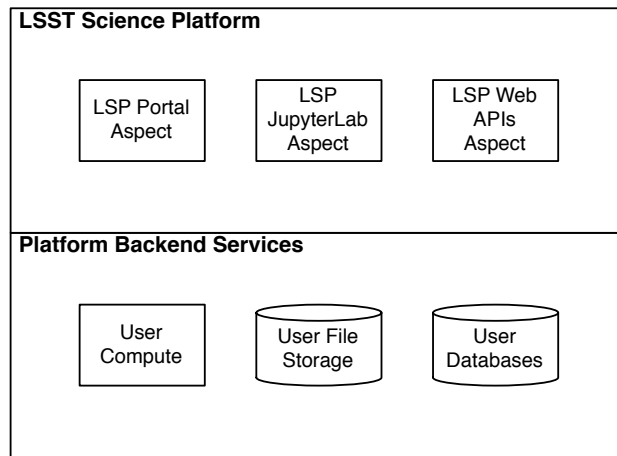 LSST Science Platform
LSP Portal
Aspect
LSP
JupyterLab
Aspect
LSP Web
APIs
Aspect
Platform Backend Services
User
Compute
User File
Storage
User
Databases